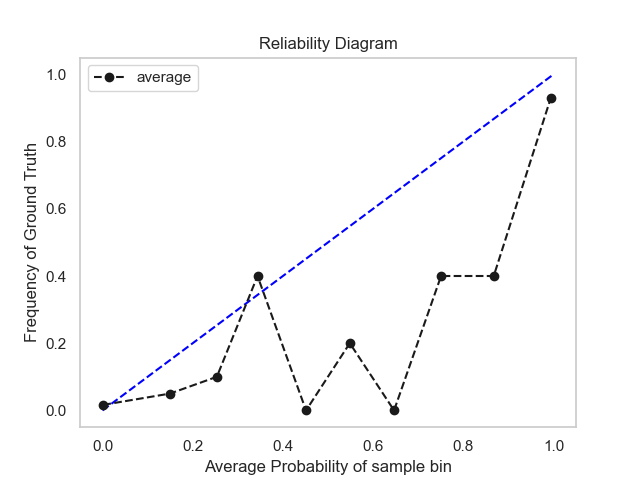 Reliability Diagram
average
Frequency of Ground Truth
1.0
0.8
0.6
0.4
0.2
0.0
0.0 0.2 0.4 0.6 0.8 1.0
Average Probability of sample bin